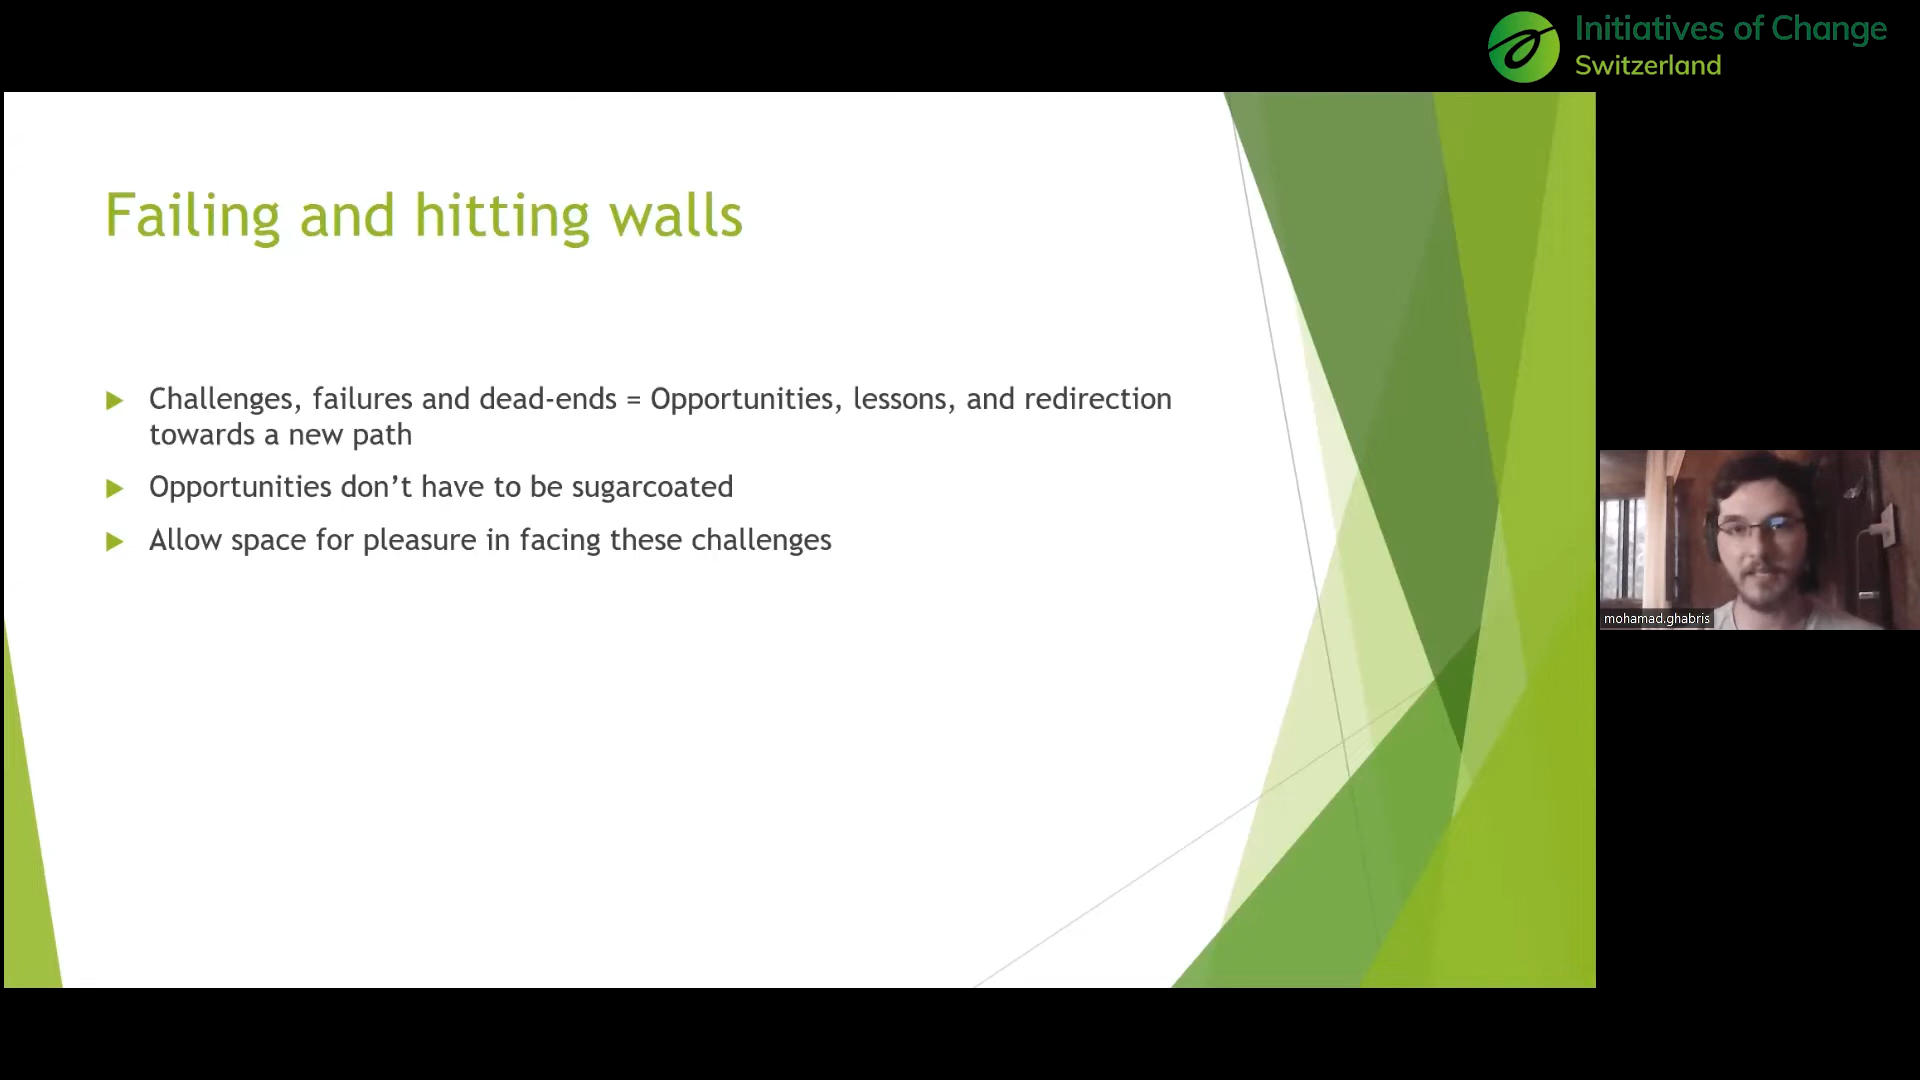 Initiatives of Change
Switzerland
Failing and hitting walls
Challenges, failures and dead-ends = Opportunities, lessons, and redirection
towards a new path
Opportunities don’t have to be sugarcoated
Allow space for pleasure in facing these challenges
mohamad.ghabris